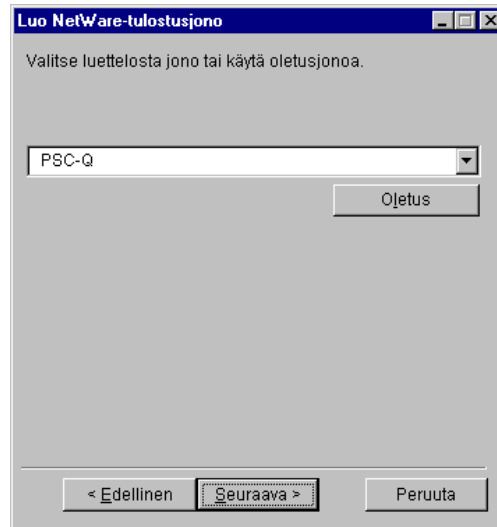 Luo NetWare-tulostusjono
Valitse luettelosta jono tai käytä oletusjonoa.
PSC-Q
Oletus
< Edellinen Seuraava > Peruuta